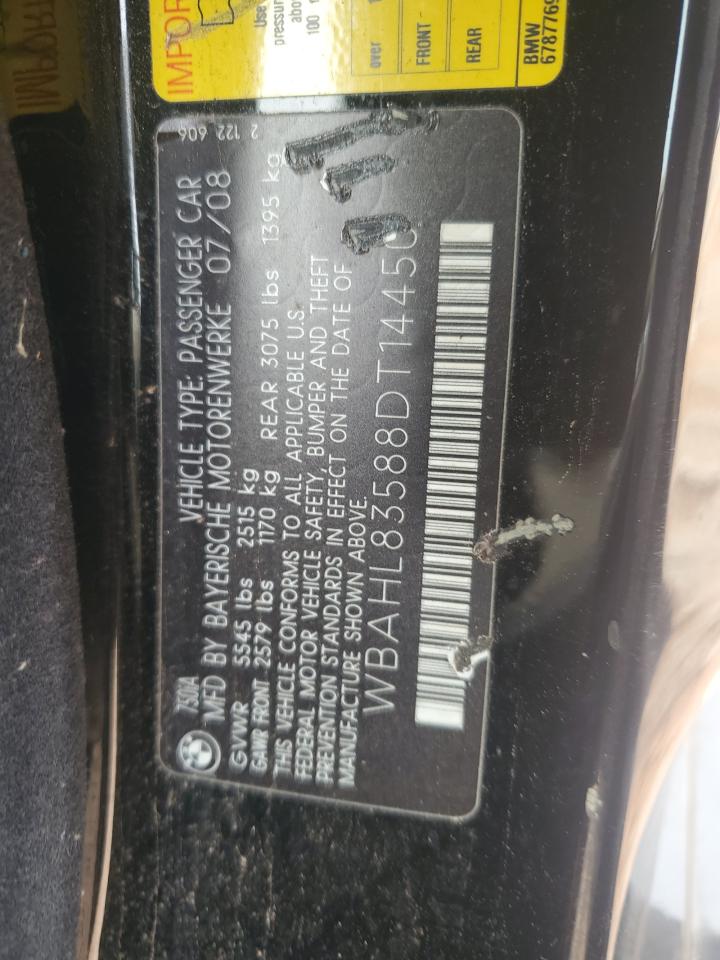 750iA VEHICLE TYPE: PASSENGER CAR 2 122 606
MFD BY BAYERISCHE MOTORENWERKE 07/08
GVWR 5545 lbs 2515 kg
GAWR FRONT 2579 lbs 1170 kg REAR 3075 lbs 1395 kg
THIS VEHICLE CONFORMS TO ALL APPLICABLE U.S.
FEDERAL MOTOR VEHICLE SAFETY, BUMPER AND THEFT
PREVENTION STANDARDS IN EFFECT ON THE DATE OF
MANUFACTURE SHOWN ABOVE.
WBAHL83588DT14450
Use
over
FRONT
REAR
BMW